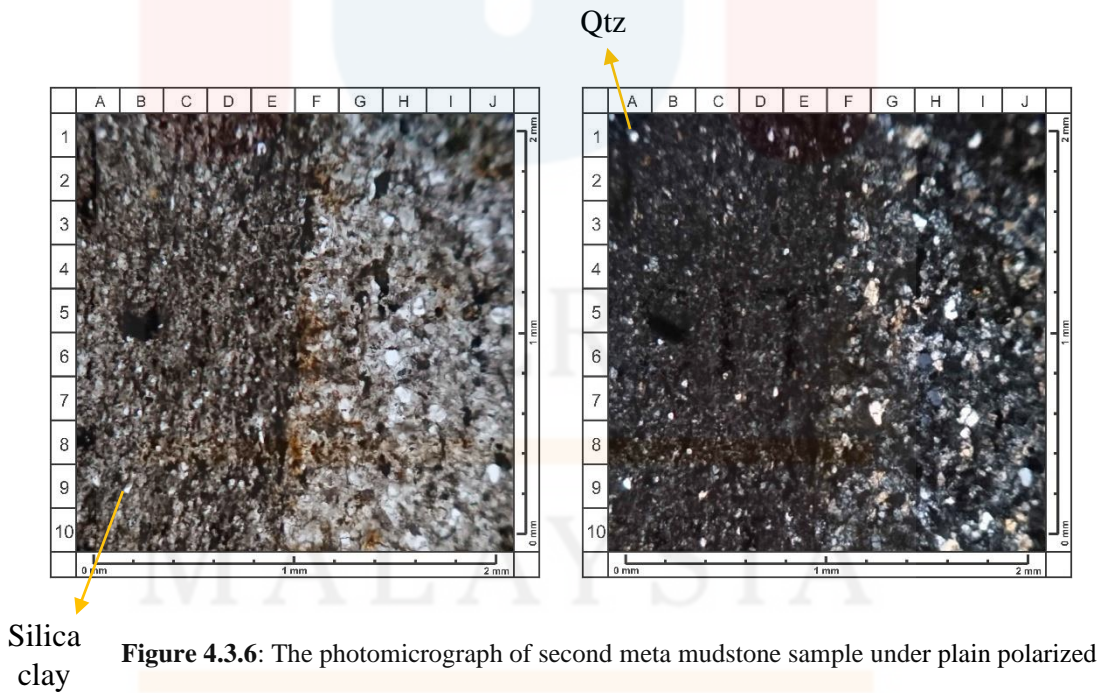 Qtz
A B C D E F G H I J
A B C D E F G H I J
1
2
3
4
5
6
7
8
9
10
2 mm
1 mm
0 mm
0 mm 1 mm 2 mm
1
2
3
4
5
6
7
8
9
10
2 mm
1 mm
0 mm
0 mm 1 mm 2 mm
MALAYSIA
Silica
clay
Figure 4.3.6: The photomicrograph of second meta mudstone sample under plain polarized